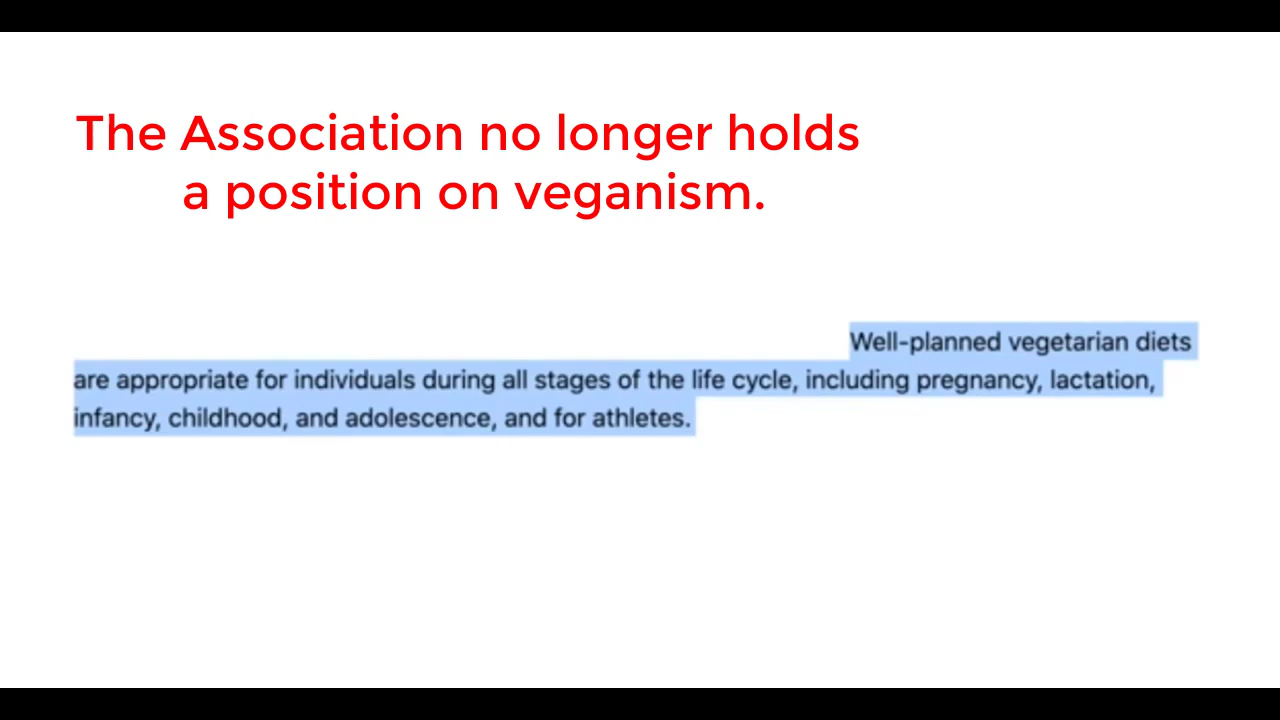 The Association no longer holds
a position on veganism.
Well-planned vegetarian diets
are appropriate for individuals during all stages of the life cycle, including pregnancy, lactation,
infancy, childhood, and adolescence, and for athletes.